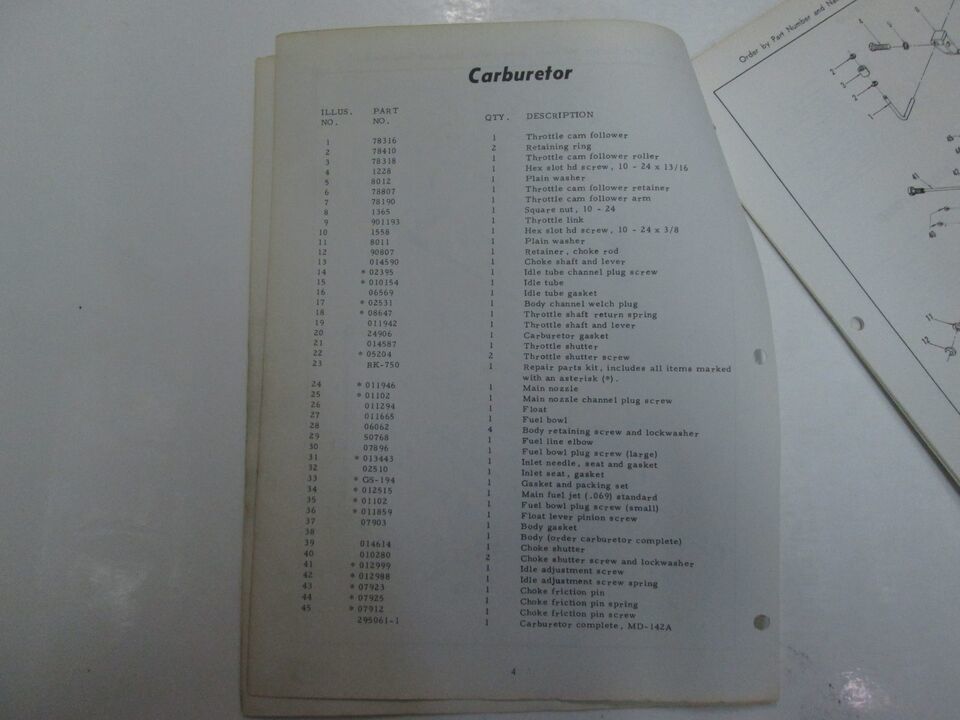 Carburetor
ILLUS. PART
NO. NO. QTY. DESCRIPTION
1 78316 1 Throttle cam follower
2 78410 2 Retaining ring
3 78318 1 Throttle cam follower roller
4 1228 1 Hex slot hd screw, 10 - 24 x 13/16
5 8012 1 Plain washer
6 78807 1 Throttle cam follower retainer
7 78190 1 Throttle cam follower arm
8 1365 1 Square nut, 10 - 24
9 901193 1 Throttle link
10 1558 1 Hex slot hd screw, 10 - 24 x 3/8
11 8011 1 Plain washer
12 90807 1 Retainer, choke rod
13 014590 1 Choke shaft and lever
14 * 02395 1 Idle tube channel plug screw
15 * 010154 1 Idle tube
16 06569 1 Idle tube gasket
17 * 02531 1 Body channel welch plug
18 * 08647 1 Throttle shaft return spring
19 011942 1 Throttle shaft and lever
20 24906 1 Carburetor gasket
21 014587 1 Throttle shutter
22 * 05204 2 Throttle shutter screw
23 RK-750 1 Repair parts kit, includes all items marked
with an asterisk (*).
24 * 011946 1 Main nozzle
25 * 01102 1 Main nozzle channel plug screw
26 011294 1 Float
27 011665 1 Fuel bowl
28 06062 4 Body retaining screw and lockwasher
29 50768 1 Fuel line elbow
30 07896 1 Fuel bowl plug screw (large)
31 * 013443 1 Inlet needle, seat and gasket
32 02510 1 Inlet seat, gasket
33 * GS-194 1 Gasket and packing set
34 * 012515 1 Main fuel jet (.069) standard
35 * 01102 1 Fuel bowl plug screw (small)
36 * 011859 1 Float lever pinion screw
37 07903 1 Body gasket
38 1 Body (order carburetor complete)
39 014614 1 Choke shutter
40 010280 2 Choke shutter screw and lockwasher
41 * 012999 1 Idle adjustment screw
42 * 012988 1 Idle adjustment screw spring
43 * 07923 1 Choke friction pin
44 * 07925 1 Choke friction pin spring
45 * 07912 1 Choke friction pin screw
295061-1 1 Carburetor complete, MD-142A
4
Order by Part Number and